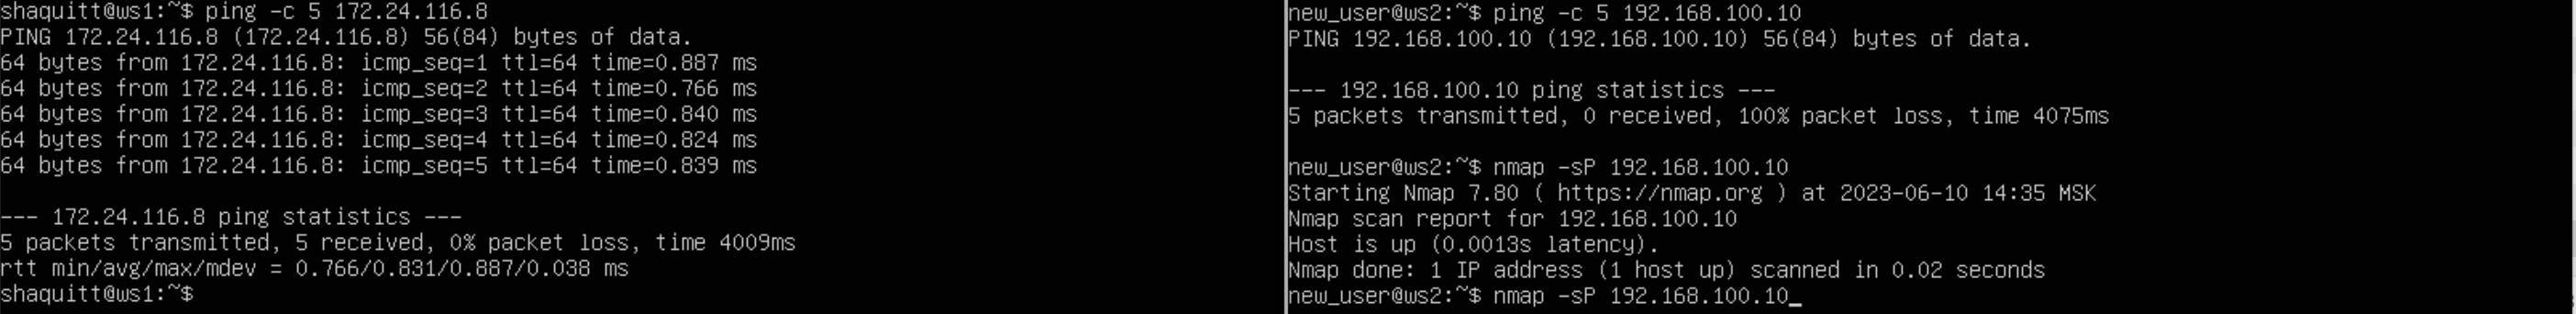 shaquitt@ws1:~$ ping -c 5 172.24.116.8
PING 172.24.116.8 (172.24.116.8) 56(84) bytes of data.
64 bytes from 172.24.116.8: icmp_seq=1 ttl=64 time=0.887 ms
64 bytes from 172.24.116.8: icmp_seq=2 ttl=64 time=0.766 ms
64 bytes from 172.24.116.8: icmp_seq=3 ttl=64 time=0.840 ms
64 bytes from 172.24.116.8: icmp_seq=4 ttl=64 time=0.824 ms
64 bytes from 172.24.116.8: icmp_seq=5 ttl=64 time=0.839 ms
--- 172.24.116.8 ping statistics ---
5 packets transmitted, 5 received, 0% packet loss, time 4009ms
rtt min/avg/max/mdev = 0.766/0.831/0.887/0.038 ms
shaquitt@ws1:~$
new_user@ws2:~$ ping -c 5 192.168.100.10
PING 192.168.100.10 (192.168.100.10) 56(84) bytes of data.
--- 192.168.100.10 ping statistics ---
5 packets transmitted, 0 received, 100% packet loss, time 4075ms
new_user@ws2:~$ nmap -sP 192.168.100.10
Starting Nmap 7.80 ( https://nmap.org ) at 2023-06-10 14:35 MSK
Nmap scan report for 192.168.100.10
Host is up (0.0013s latency).
Nmap done: 1 IP address (1 host up) scanned in 0.02 seconds
new_user@ws2:~$ nmap -sP 192.168.100.10_